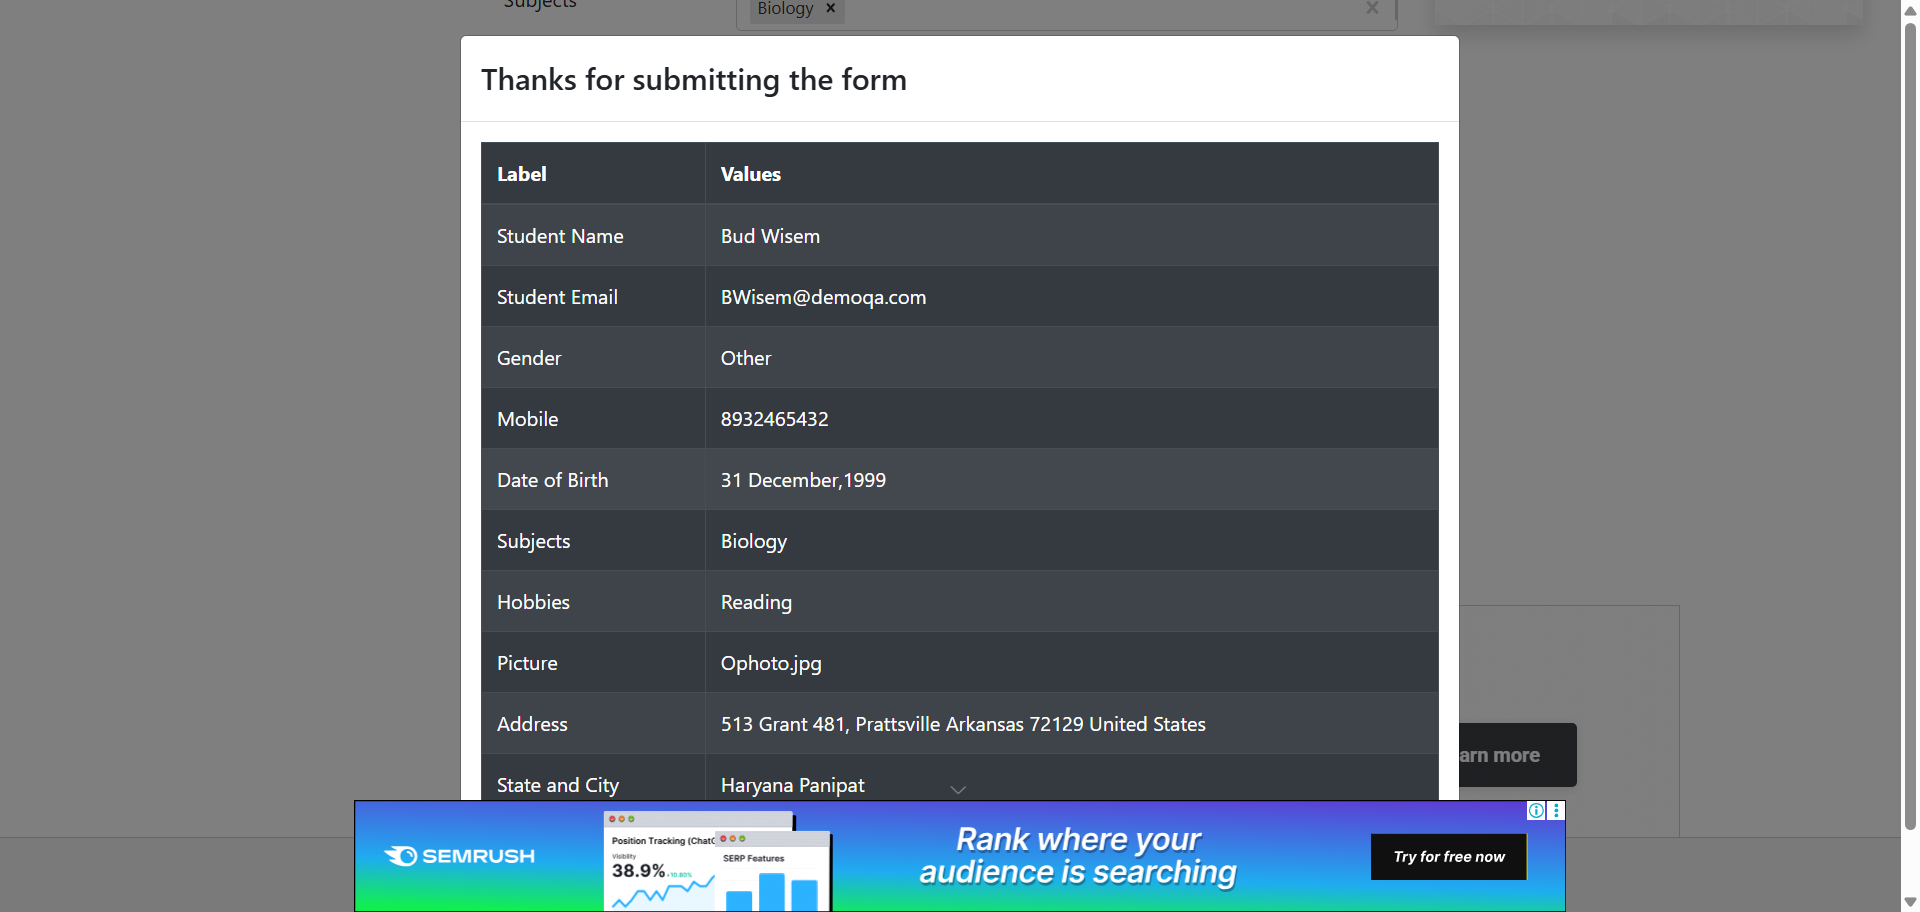 Subjects
Biology ×
Thanks for submitting the form
Label Values
Student Name Bud Wisem
Student Email BWisem@demoqa.com
Gender Other
Mobile 8932465432
Date of Birth 31 December,1999
Subjects Biology
Hobbies Reading
Picture Ophoto.jpg
Address 513 Grant 481, Prattsville Arkansas 72129 United States
State and City Haryana Panipat
arn more
SEMRUSH
Position Tracking (ChatG
Visibility
38.9% +10.80%
SERP Features
Rank where your
audience is searching
Try for free now